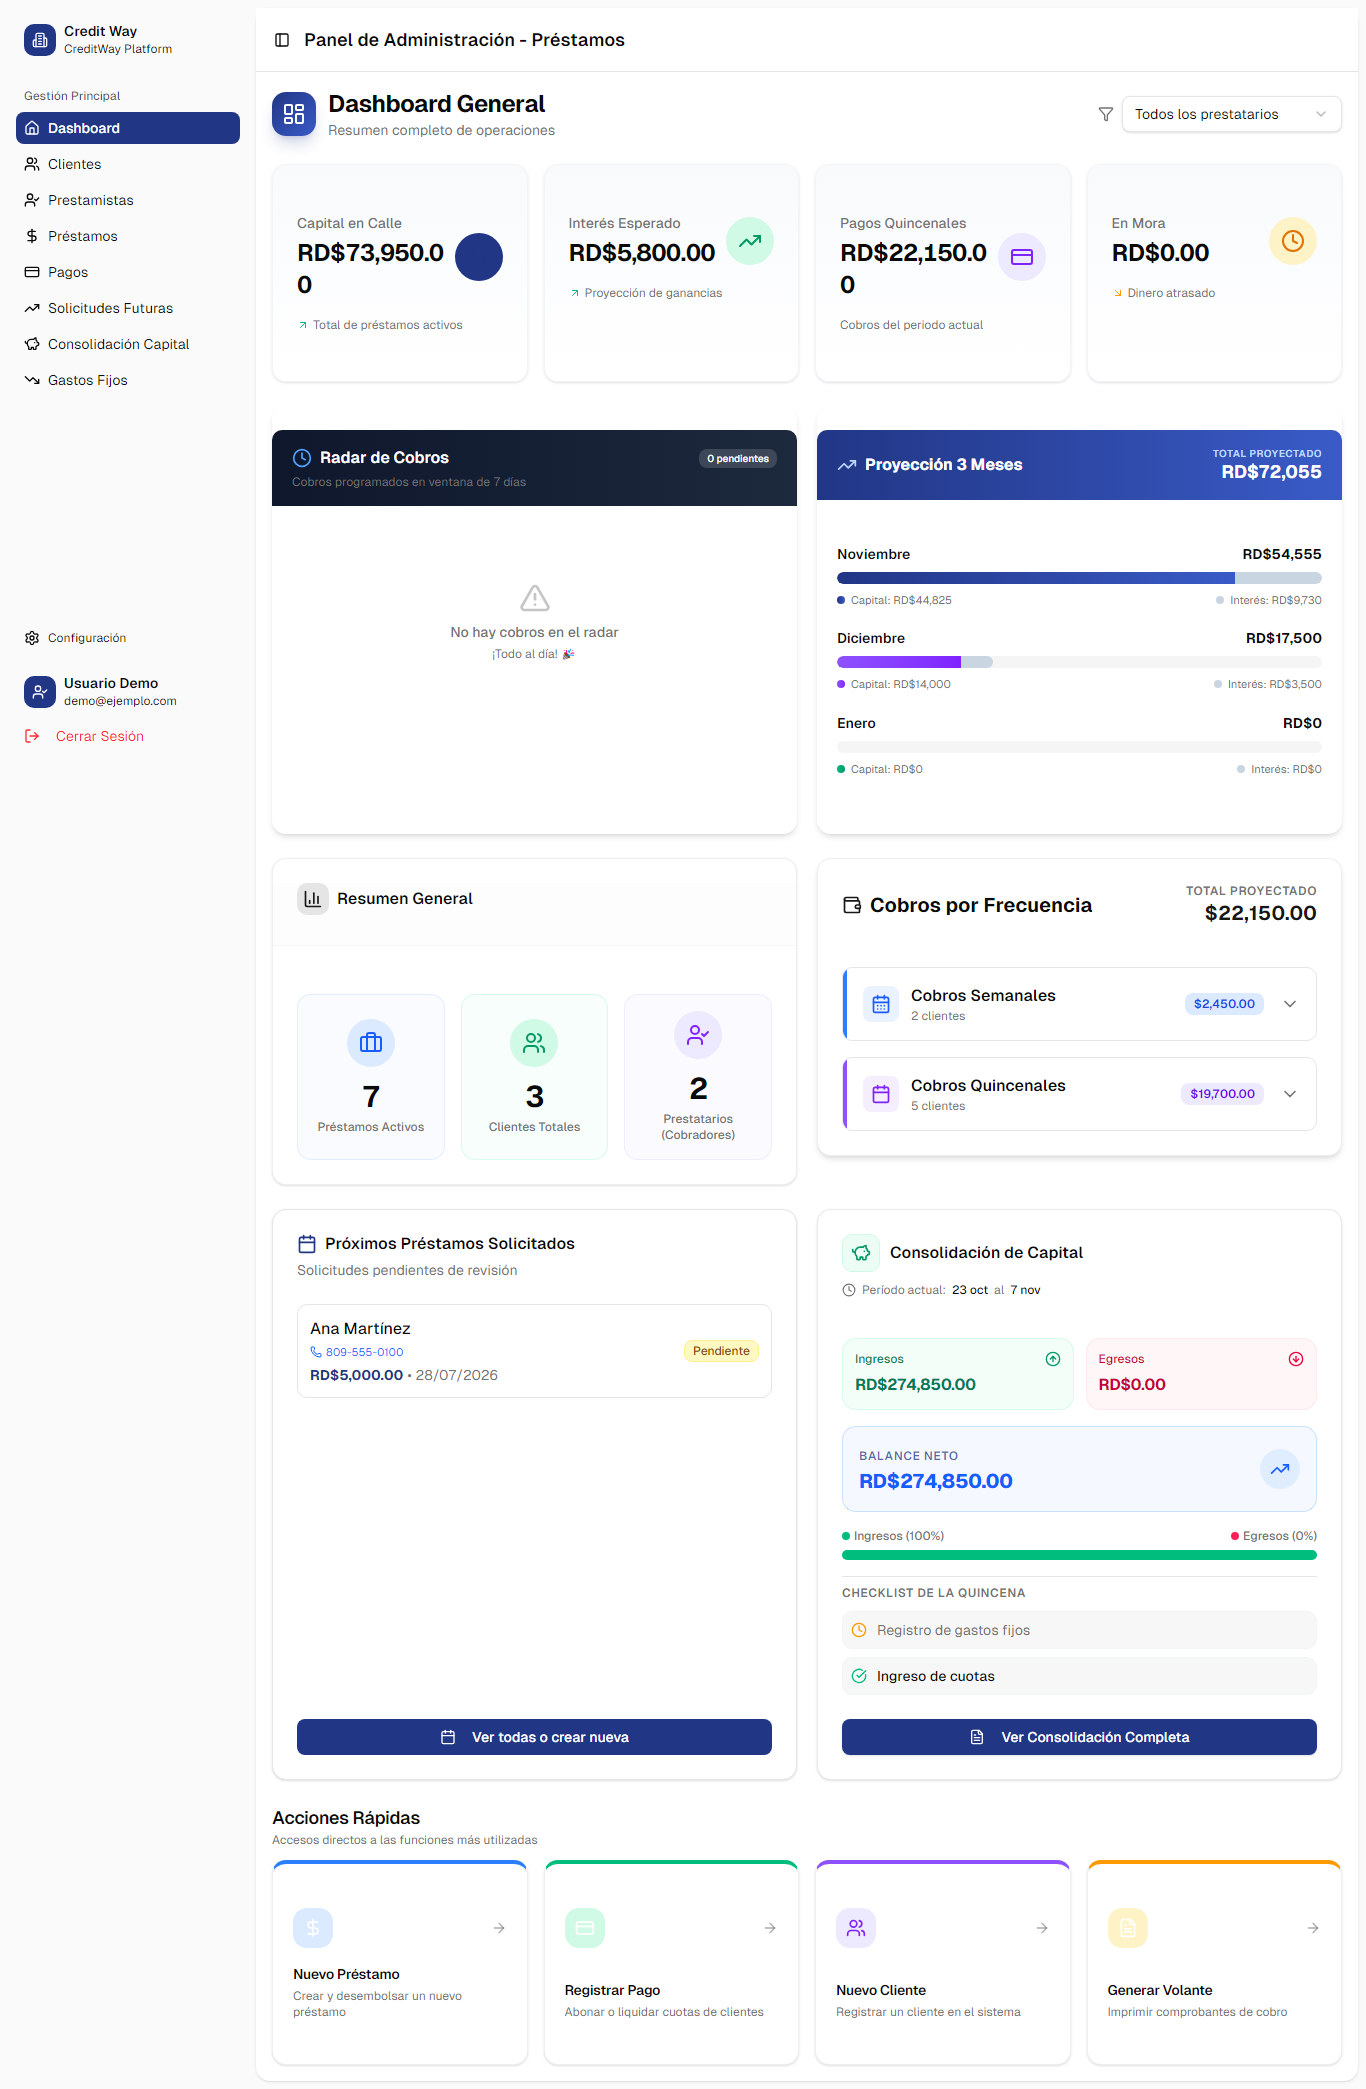 Credit Way
CreditWay Platform
Gestión Principal
Dashboard
Clientes
Prestamistas
Préstamos
Pagos
Solicitudes Futuras
Consolidación Capital
Gastos Fijos
Configuración
Usuario Demo
demo@ejemplo.com
Cerrar Sesión
Panel de Administración - Préstamos
Dashboard General
Resumen completo de operaciones
Todos los prestatarios
Capital en Calle
RD$73,950.0
0
Total de préstamos activos
Interés Esperado
RD$5,800.00
Proyección de ganancias
Pagos Quincenales
RD$22,150.0
0
Cobros del periodo actual
En Mora
RD$0.00
Dinero atrasado
Radar de Cobros
0 pendientes
Cobros programados en ventana de 7 días
No hay cobros en el radar
¡Todo al día! 🎉
Proyección 3 Meses
TOTAL PROYECTADO
RD$72,055
Noviembre RD$54,555
Capital: RD$44,825 Interés: RD$9,730
Diciembre RD$17,500
Capital: RD$14,000 Interés: RD$3,500
Enero RD$0
Capital: RD$0 Interés: RD$0
Resumen General
7
Préstamos Activos
3
Clientes Totales
2
Prestatarios
(Cobradores)
Cobros por Frecuencia
TOTAL PROYECTADO
$22,150.00
Cobros Semanales
2 clientes
$2,450.00
Cobros Quincenales
5 clientes
$19,700.00
Próximos Préstamos Solicitados
Solicitudes pendientes de revisión
Ana Martínez
809-555-0100
RD$5,000.00 • 28/07/2026
Pendiente
Ver todas o crear nueva
Consolidación de Capital
Período actual: 23 oct al 7 nov
Ingresos
RD$274,850.00
Egresos
RD$0.00
BALANCE NETO
RD$274,850.00
Ingresos (100%) Egresos (0%)
CHECKLIST DE LA QUINCENA
Registro de gastos fijos
Ingreso de cuotas
Ver Consolidación Completa
Acciones Rápidas
Accesos directos a las funciones más utilizadas
Nuevo Préstamo
Crear y desembolsar un nuevo
préstamo
Registrar Pago
Abonar o liquidar cuotas de clientes
Nuevo Cliente
Registrar un cliente en el sistema
Generar Volante
Imprimir comprobantes de cobro